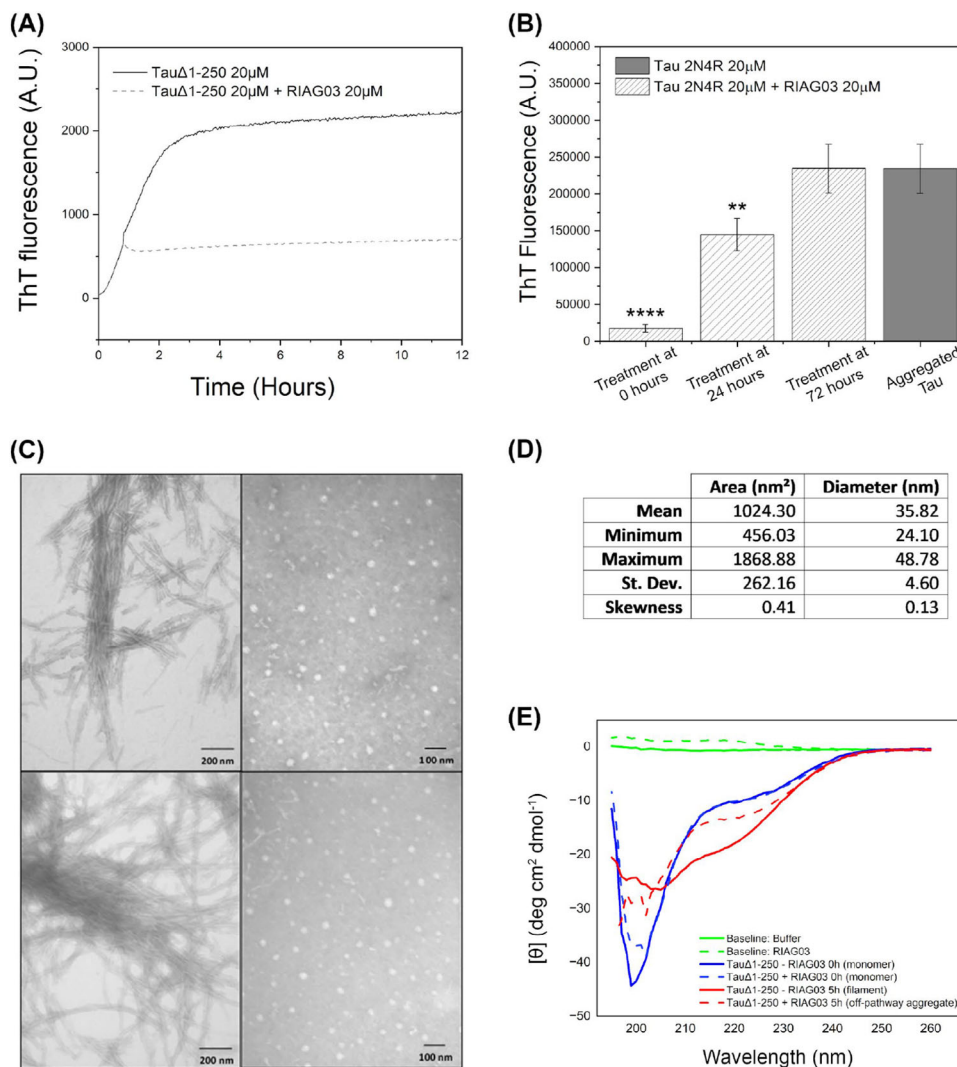 (A)
ThT fluorescence (A.U.)
3000
2000
1000
0
TauΔ1-250 20μM
TauΔ1-250 20μM + RIAG03 20μM
0 2 4 6 8 10 12
Time (Hours)
(B)
ThT Fluorescence (A.U.)
400000
350000
300000
250000
200000
150000
100000
50000
0
Tau 2N4R 20μM
Tau 2N4R 20μM + RIAG03 20μM
****
**
Treatment at
0 hours
Treatment at
24 hours
Treatment at
72 hours
Aggregated
Tau
(C)
200 nm
100 nm
200 nm
100 nm
(D)
Area (nm²) Diameter (nm)
Mean 1024.30 35.82
Minimum 456.03 24.10
Maximum 1868.88 48.78
St. Dev. 262.16 4.60
Skewness 0.41 0.13
(E)
[θ] (deg cm² dmol⁻¹)
0
−10
−20
−30
−40
−50
Baseline: Buffer
Baseline: RIAG03
TauΔ1-250 - RIAG03 0h (monomer)
TauΔ1-250 + RIAG03 0h (monomer)
TauΔ1-250 - RIAG03 5h (filament)
TauΔ1-250 + RIAG03 5h (off-pathway aggregate)
200 210 220 230 240 250 260
Wavelength (nm)